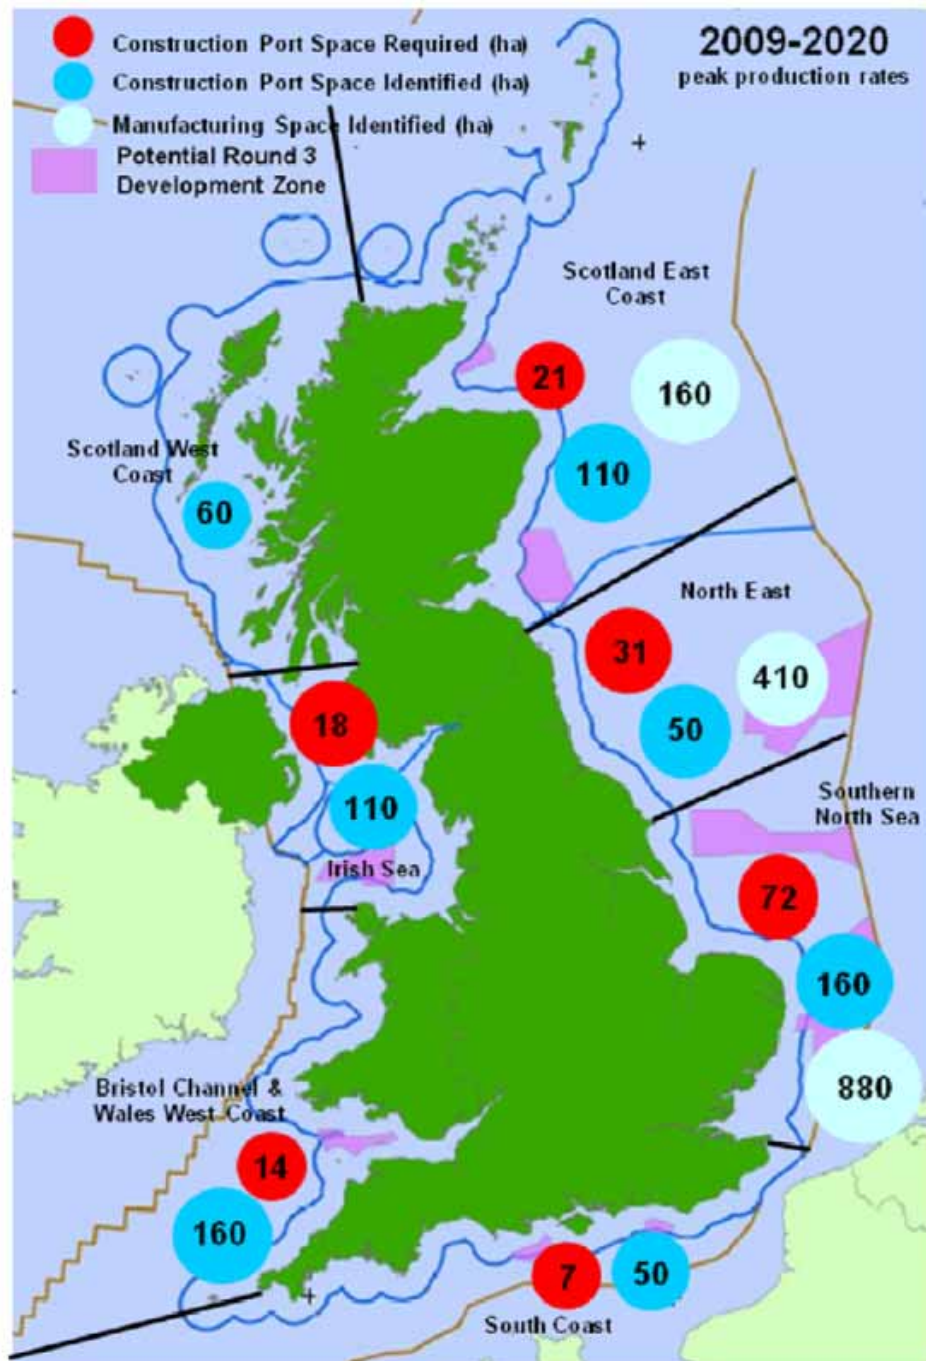 Construction Port Space Required (ha)
Construction Port Space Identified (ha)
Manufacturing Space Identified (ha)
Potential Round 3
Development Zone
2009-2020
peak production rates
Scotland East
Coast
21
160
110
Scotland West
Coast
60
North East
31
410
50
18
110
Irish Sea
Southern
North Sea
72
160
880
Bristol Channel &
Wales West Coast
14
160
7
50
South Coast